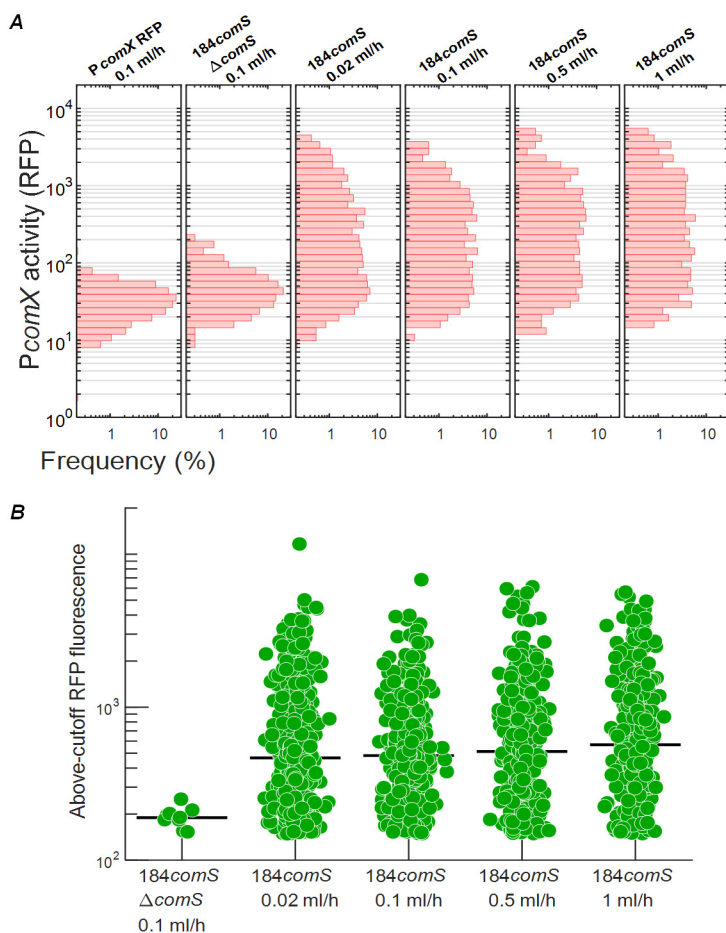 A
PcomX RFP
0.1 ml/h
184comS
ΔcomS
0.1 ml/h
184comS
0.02 ml/h
184comS
0.1 ml/h
184comS
0.5 ml/h
184comS
1 ml/h
PcomX activity (RFP)
10^4
10^3
10^2
10^1
10^0
1 10 1 10 1 10 1 10 1 10 1 10
Frequency (%)
B
Above-cutoff RFP fluorescence
10^3
10^2
184comS 184comS 184comS 184comS 184comS
ΔcomS 0.02 ml/h 0.1 ml/h 0.5 ml/h 1 ml/h
0.1 ml/h